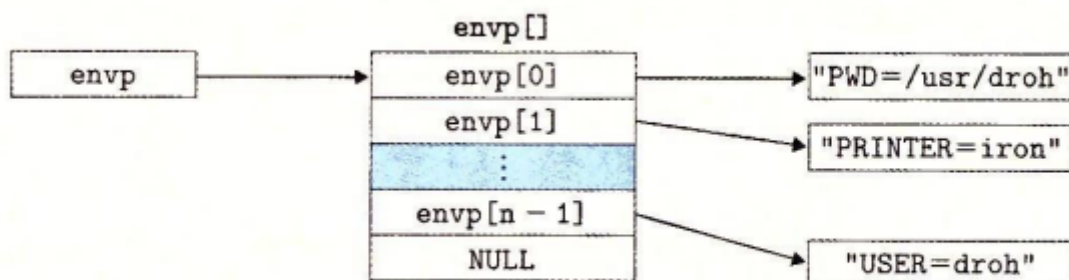 envp[]
envp
envp[0]
"PWD=/usr/droh"
envp[1]
"PRINTER=iron"
⋮
envp[n - 1]
NULL
"USER=droh"